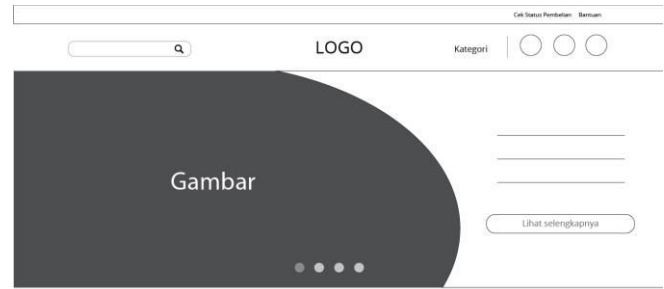 Cek Status Pembelian Bantuan
LOGO
Kategori
Gambar
Lihat selengkapnya